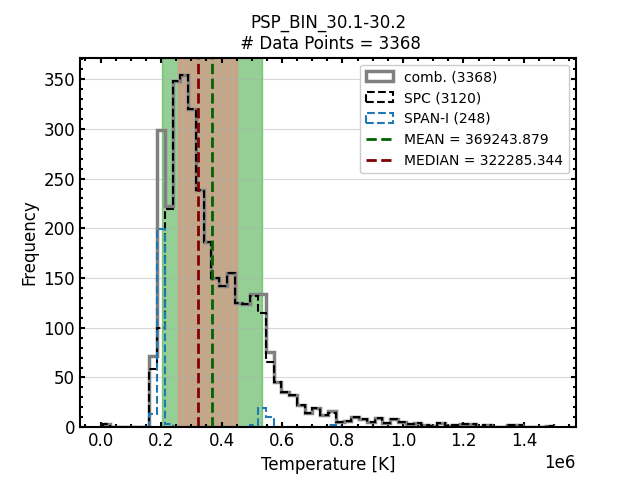 PSP_BIN_30.1-30.2
# Data Points = 3368
comb. (3368)
SPC (3120)
SPAN-I (248)
MEAN = 369243.879
MEDIAN = 322285.344
Frequency
350
300
250
200
150
100
50
0
0.0 0.2 0.4 0.6 0.8 1.0 1.2 1.4
1e6
Temperature [K]